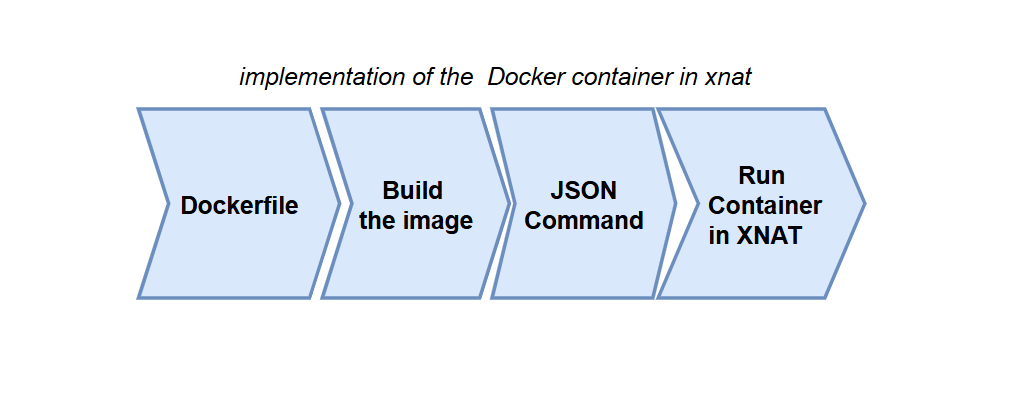 implementation of the  Docker container in xnat
Dockerfile
Build
the image
JSON
Command
Run
Container
in XNAT